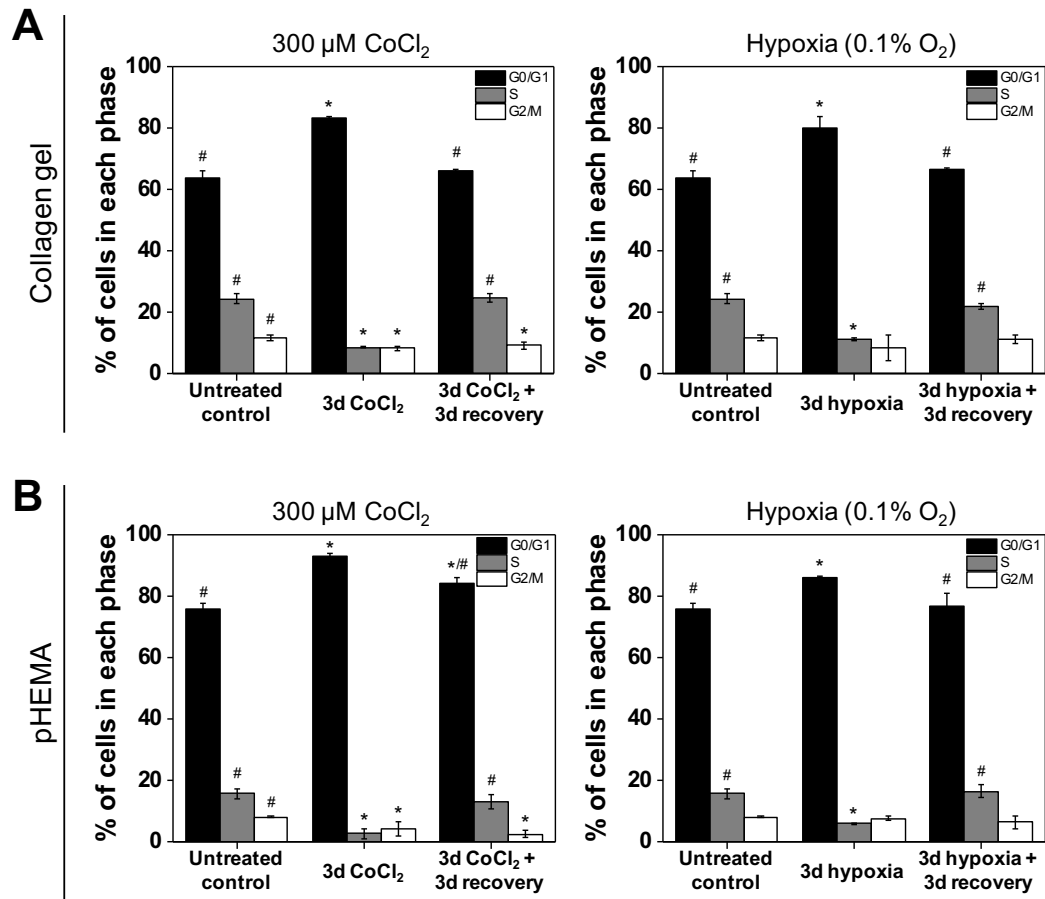 A
Collagen gel
300 µM CoCl₂
% of cells in each phase
100
80
60
40
20
0
G0/G1
S
G2/M
#
#
#
*
*
*
#
#
*
Untreated
control
3d CoCl₂
3d CoCl₂ +
3d recovery
Hypoxia (0.1% O₂)
% of cells in each phase
100
80
60
40
20
0
G0/G1
S
G2/M
#
#
*
*
#
#
Untreated
control
3d hypoxia
3d hypoxia +
3d recovery
B
pHEMA
300 µM CoCl₂
% of cells in each phase
100
80
60
40
20
0
G0/G1
S
G2/M
#
#
#
*
*
*
*/#
#
*
Untreated
control
3d CoCl₂
3d CoCl₂ +
3d recovery
Hypoxia (0.1% O₂)
% of cells in each phase
100
80
60
40
20
0
G0/G1
S
G2/M
#
#
*
*
#
#
Untreated
control
3d hypoxia
3d hypoxia +
3d recovery